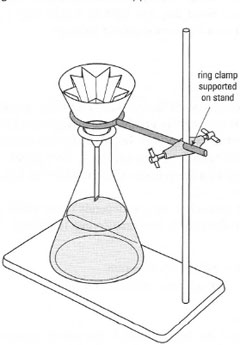 ring clamp
supported
on stand